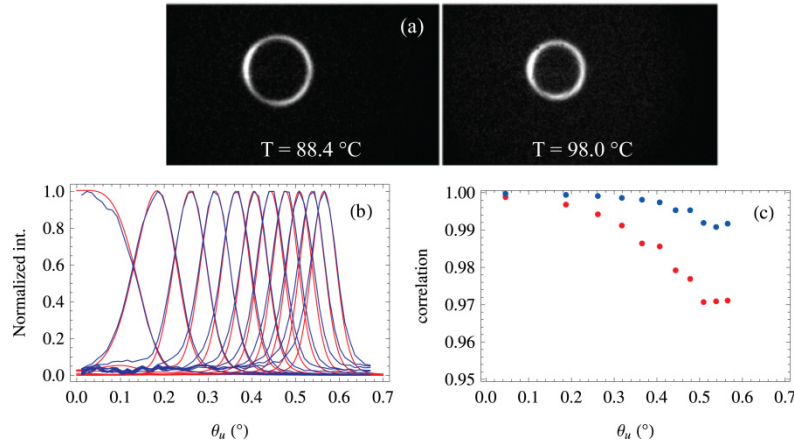 (a)
T = 88.4 °C
T = 98.0 °C
(b)
Normalized int.
1.0
0.8
0.6
0.4
0.2
0.0
0.0 0.1 0.2 0.3 0.4 0.5 0.6 0.7
θu (°)
(c)
correlation
1.00
0.99
0.98
0.97
0.96
0.95
0.0 0.1 0.2 0.3 0.4 0.5 0.6 0.7
θu (°)